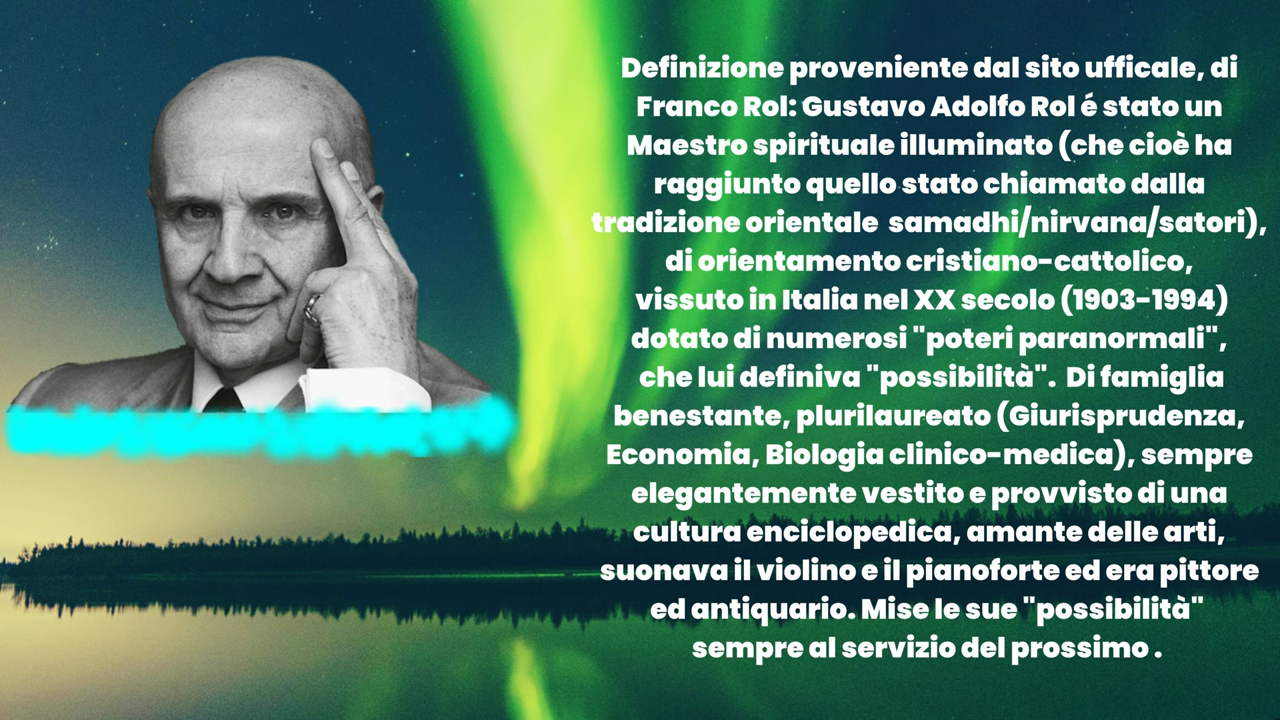 Definizione proveniente dal sito ufficale, di
Franco Rol: Gustavo Adolfo Rol é stato un
Maestro spirituale illuminato (che cioè ha
raggiunto quello stato chiamato dalla
tradizione orientale samadhi/nirvana/satori),
di orientamento cristiano-cattolico,
vissuto in Italia nel XX secolo (1903-1994)
dotato di numerosi "poteri paranormali",
che lui definiva "possibilità". Di famiglia
benestante, plurilaureato (Giurisprudenza,
Economia, Biologia clinico-medica), sempre
elegantemente vestito e provvisto di una
cultura enciclopedica, amante delle arti,
suonava il violino e il pianoforte ed era pittore
ed antiquario. Mise le sue "possibilità"
sempre al servizio del prossimo .